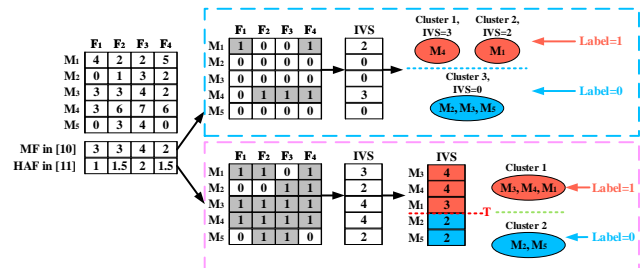 F1 F2 F3 F4
M1 4 2 2 5
M2 0 1 3 2
M3 3 3 4 2
M4 3 6 7 6
M5 0 3 4 0
MF in [10] 3 3 4 2
HAF in [11] 1 1.5 2 1.5
F1 F2 F3 F4 IVS
M1 1 0 0 1 2
M2 0 0 0 0 0
M3 0 0 0 0 0
M4 0 1 1 1 3
M5 0 0 0 0 0
Cluster 1,
IVS=3
Cluster 2,
IVS=2
M4
M1
Label=1
Cluster 3,
IVS=0
M2, M3, M5
Label=0
F1 F2 F3 F4 IVS
M1 1 1 0 1 3
M2 0 0 1 1 2
M3 1 1 1 1 4
M4 1 1 1 1 4
M5 0 1 1 0 2
IVS
M3 4
M4 4
M1 3
T
M2 2
M5 2
Cluster 1
M3, M4, M1
Label=1
Cluster 2
M2, M5
Label=0